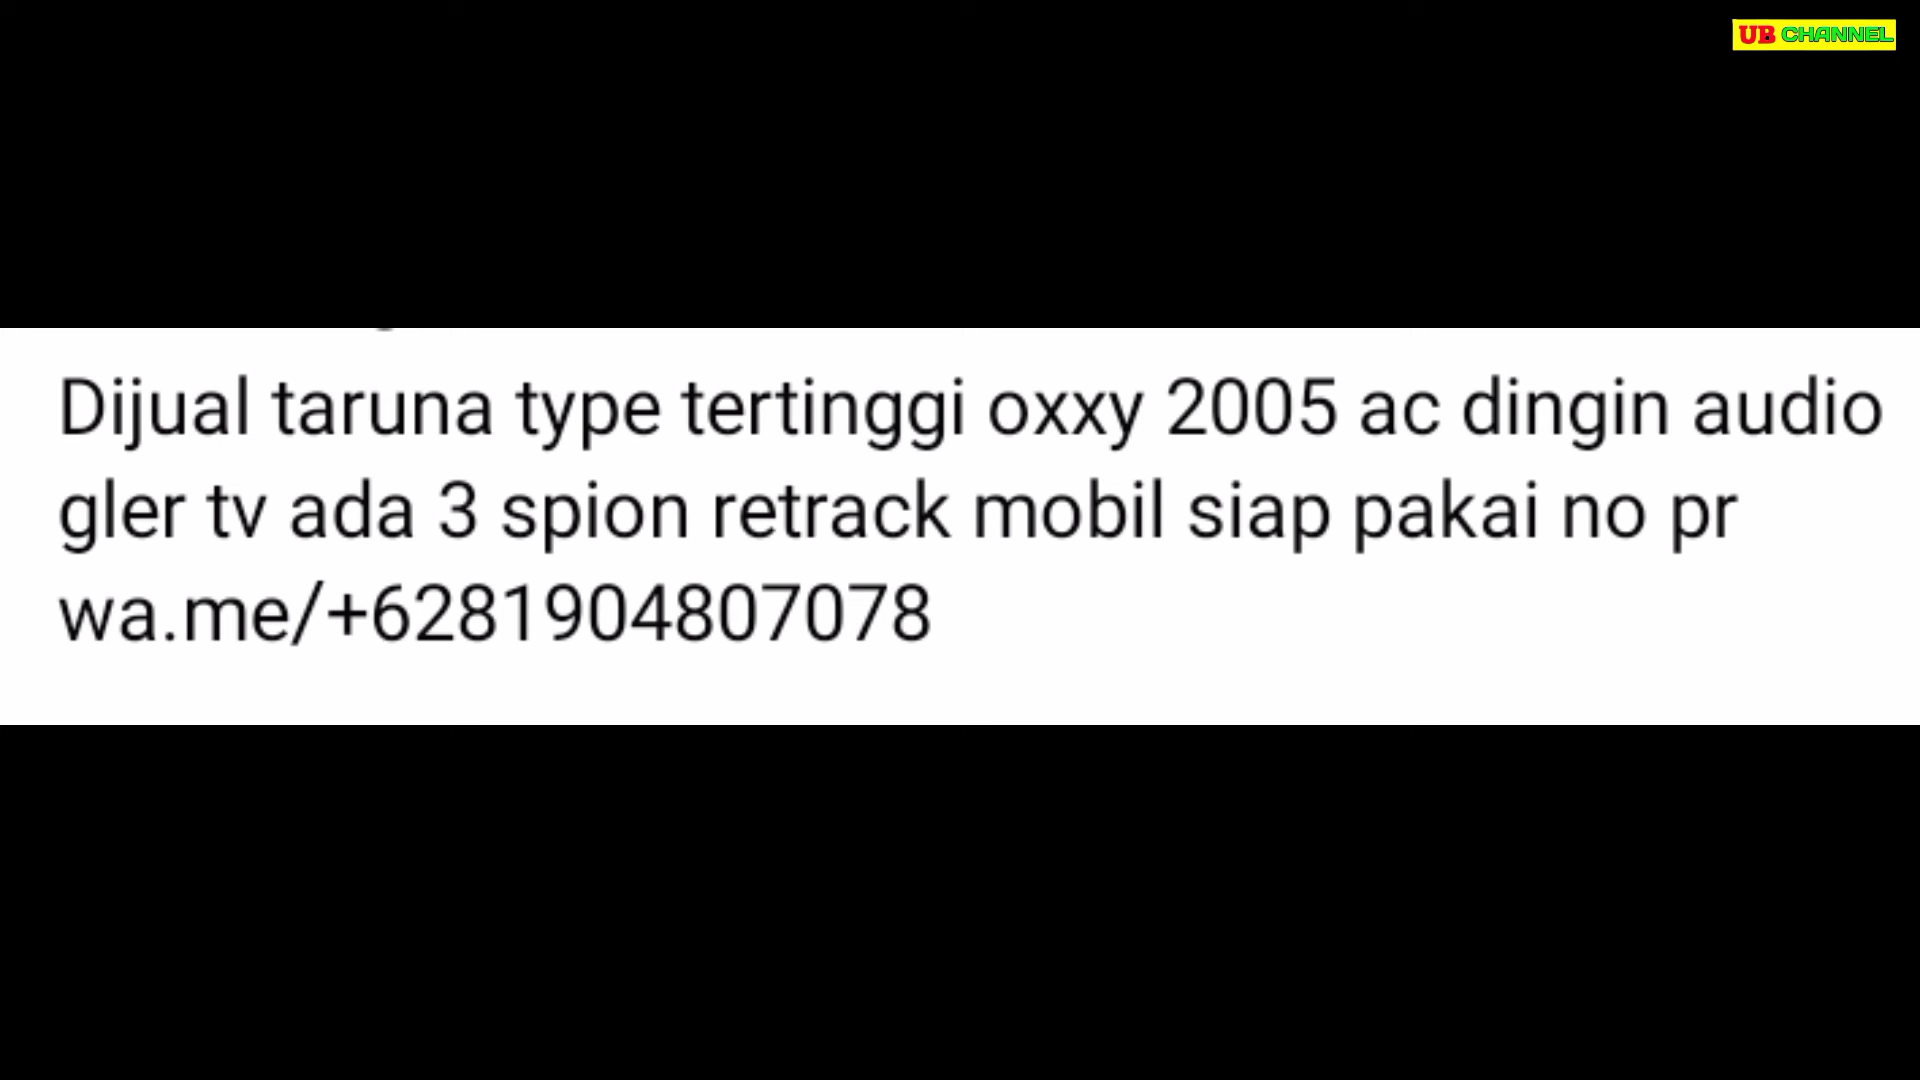 UB CHANNEL
Dijual taruna type tertinggi oxxy 2005 ac dingin audio
gler tv ada 3 spion retrack mobil siap pakai no pr
wa.me/+6281904807078